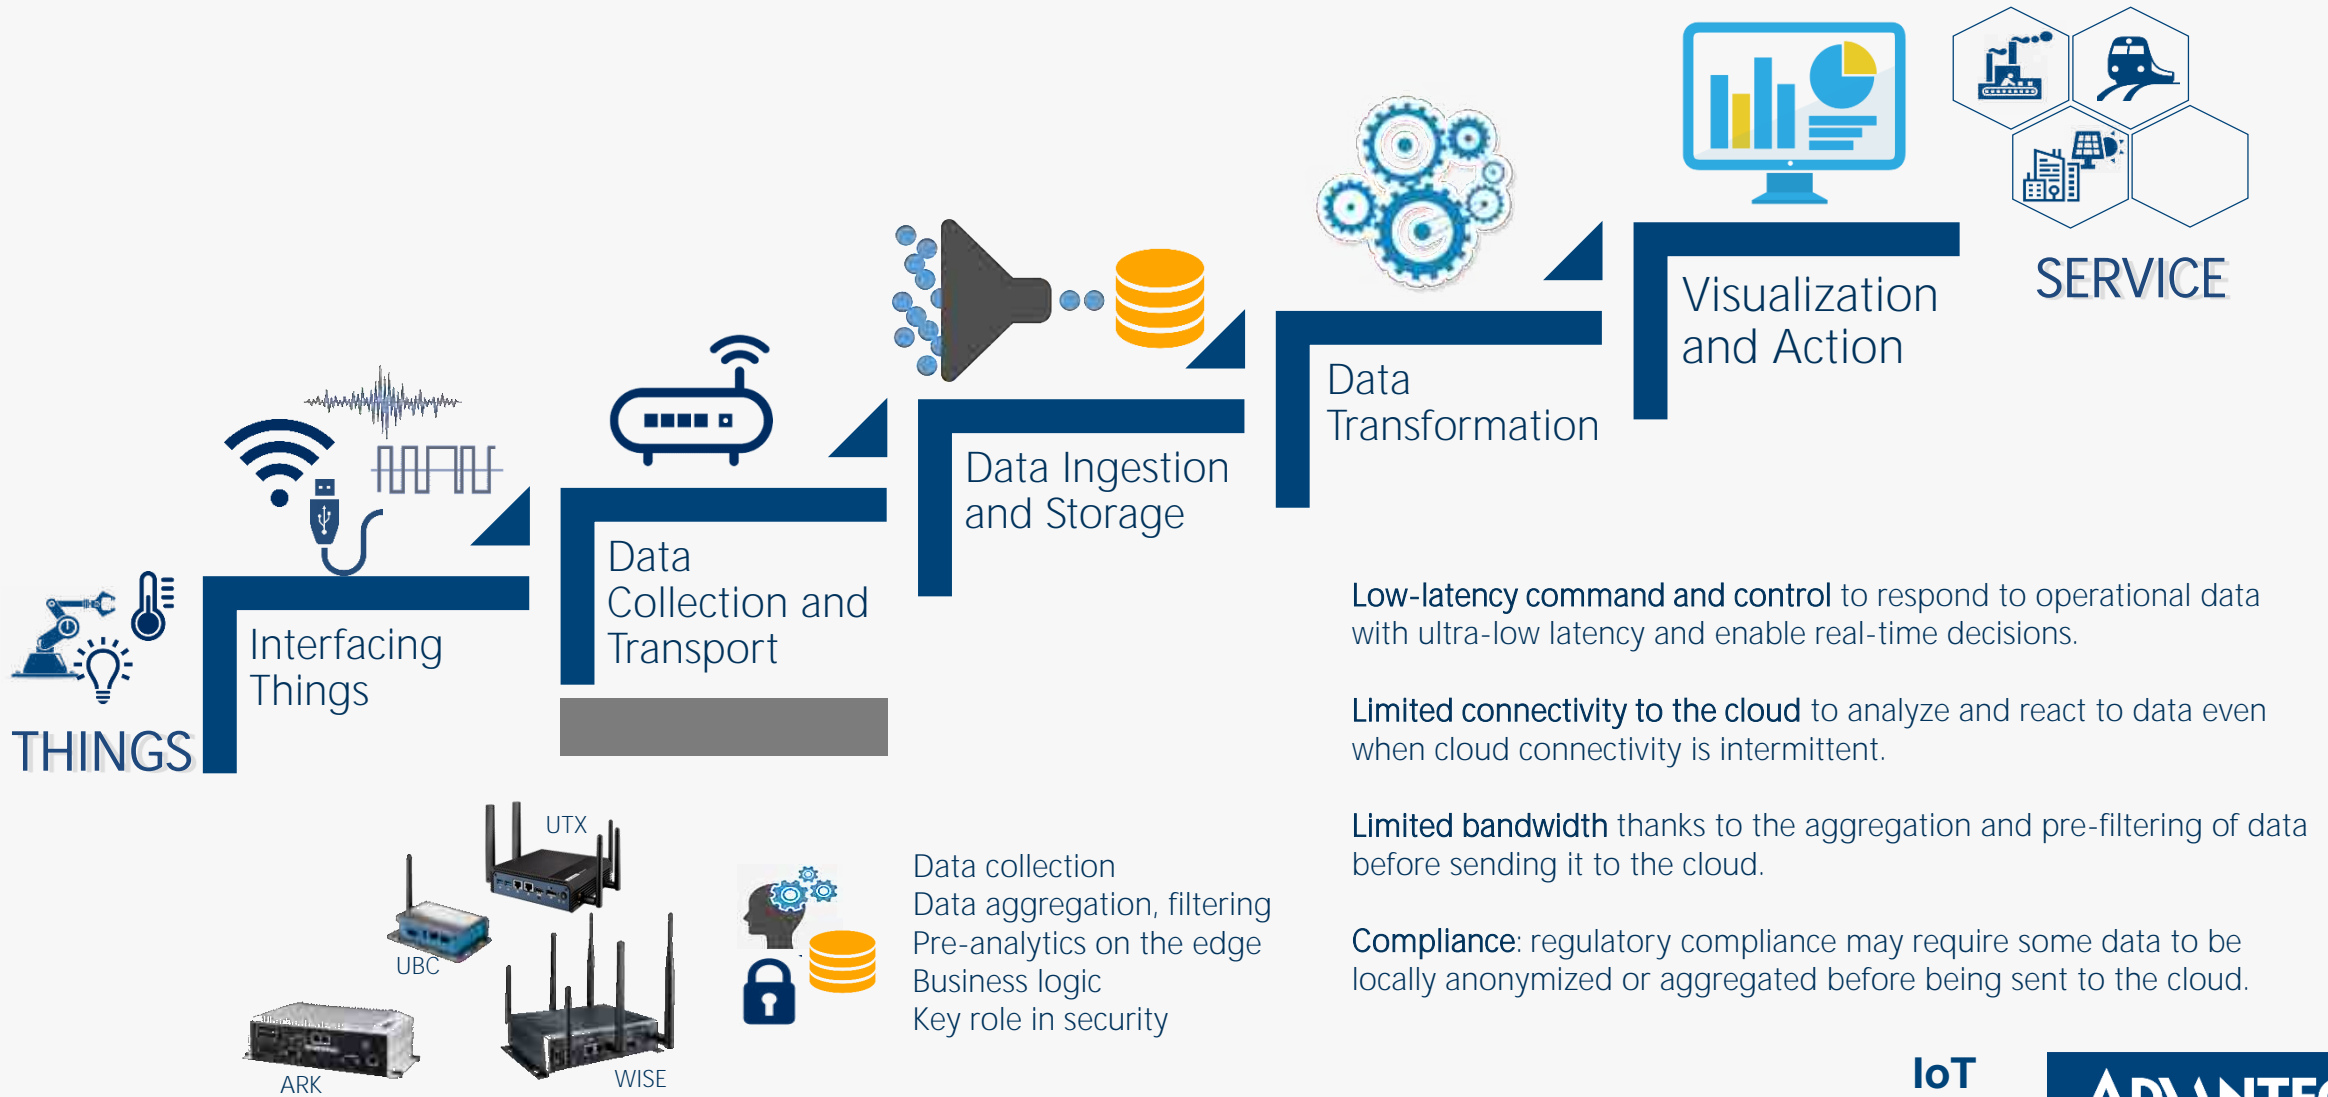 SERVICE
Visualization
and Action
Data
Transformation
Data Ingestion
and Storage
Data
Collection and
Transport
Interfacing
Things
THINGS
Low-latency command and control to respond to operational data
with ultra-low latency and enable real-time decisions.
Limited connectivity to the cloud to analyze and react to data even
when cloud connectivity is intermittent.
Limited bandwidth thanks to the aggregation and pre-filtering of data
before sending it to the cloud.
Compliance: regulatory compliance may require some data to be
locally anonymized or aggregated before being sent to the cloud.
UTX
UBC
ARK
WISE
Data collection
Data aggregation, filtering
Pre-analytics on the edge
Business logic
Key role in security
IoT